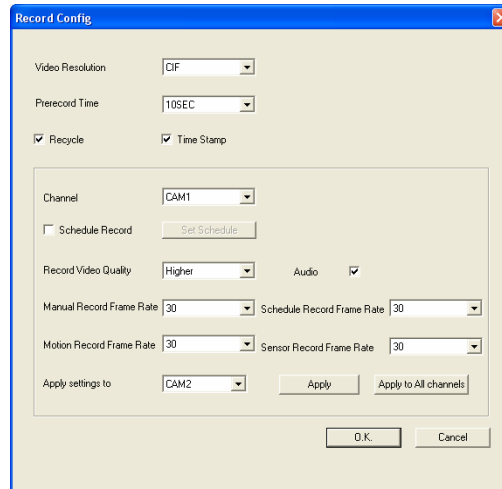 Record Config
Video Resolution CIF
Prerecord Time 10SEC
Recycle Time Stamp
Channel CAM1
Schedule Record Set Schedule
Record Video Quality Higher Audio
Manual Record Frame Rate 30 Schedule Record Frame Rate 30
Motion Record Frame Rate 30 Sensor Record Frame Rate 30
Apply settings to CAM2 Apply Apply to All channels
O.K. Cancel